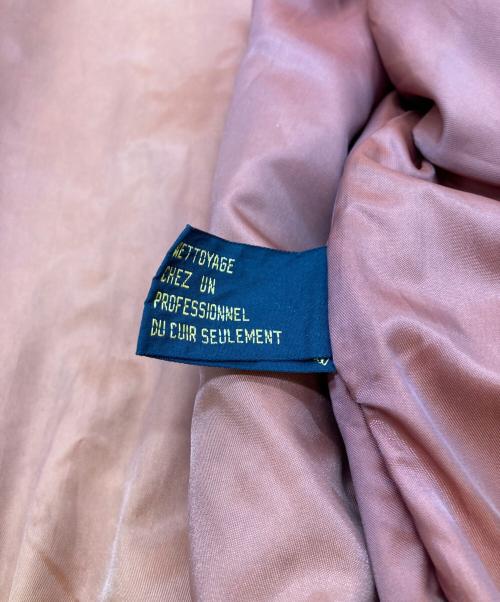 NETTOYAGE
CHEZ UN
PROFESSIONNEL
DU CUIR SEULEMENT